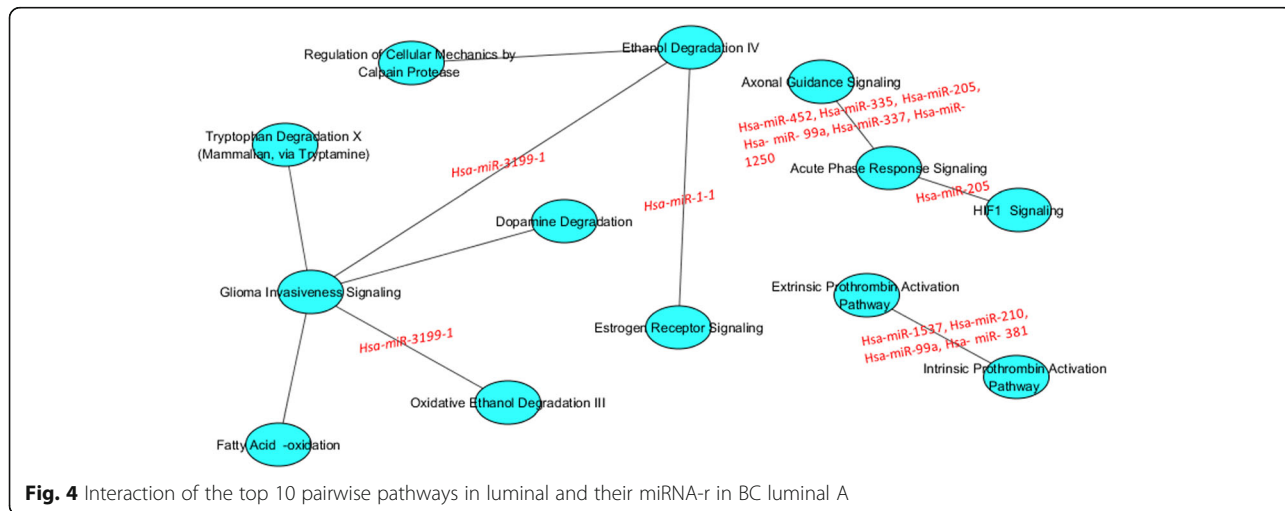 Regulation of Cellular Mechanics by
Calpain Protease
Ethanol Degradation IV
Axonal Guidance Signaling
Hsa-miR-452, Hsa-miR-335, Hsa-miR-205,
Hsa- miR- 99a, Hsa-miR-337, Hsa-miR-
1250
Tryptophan Degradation X
(Mammalian, via Tryptamine)
Hsa-miR-3199-1
Acute Phase Response Signaling
Hsa-miR-205
HIF1 Signaling
Hsa-miR-1-1
Dopamine Degradation
Glioma Invasiveness Signaling
Extrinsic Prothrombin Activation
Pathway
Estrogen Receptor Signaling
Hsa-miR-1537, Hsa-miR-210,
Hsa-miR-99a, Hsa- miR- 381
Hsa-miR-3199-1
Intrinsic Prothrombin Activation
Pathway
Oxidative Ethanol Degradation III
Fatty Acid -oxidation
Fig. 4 Interaction of the top 10 pairwise pathways in luminal and their miRNA-r in BC luminal A